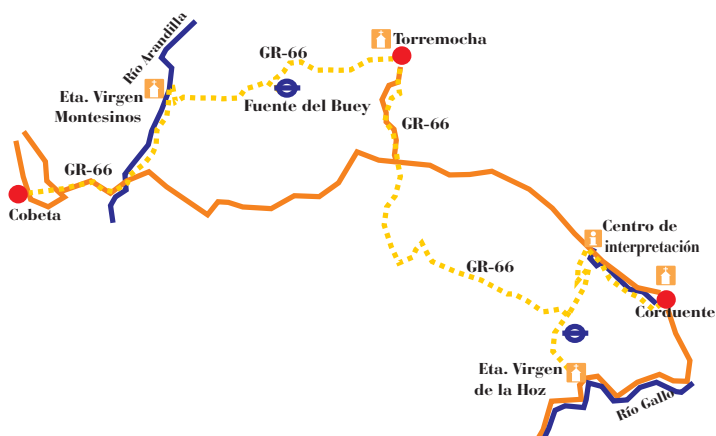 GR-66
Torremocha
Río Arandilla
Eta. Virgen
Montesinos
Fuente del Buey
GR-66
GR-66
Cobeta
Centro de
interpretación
GR-66
Corduente
Eta. Virgen
de la Hoz
Río Gallo